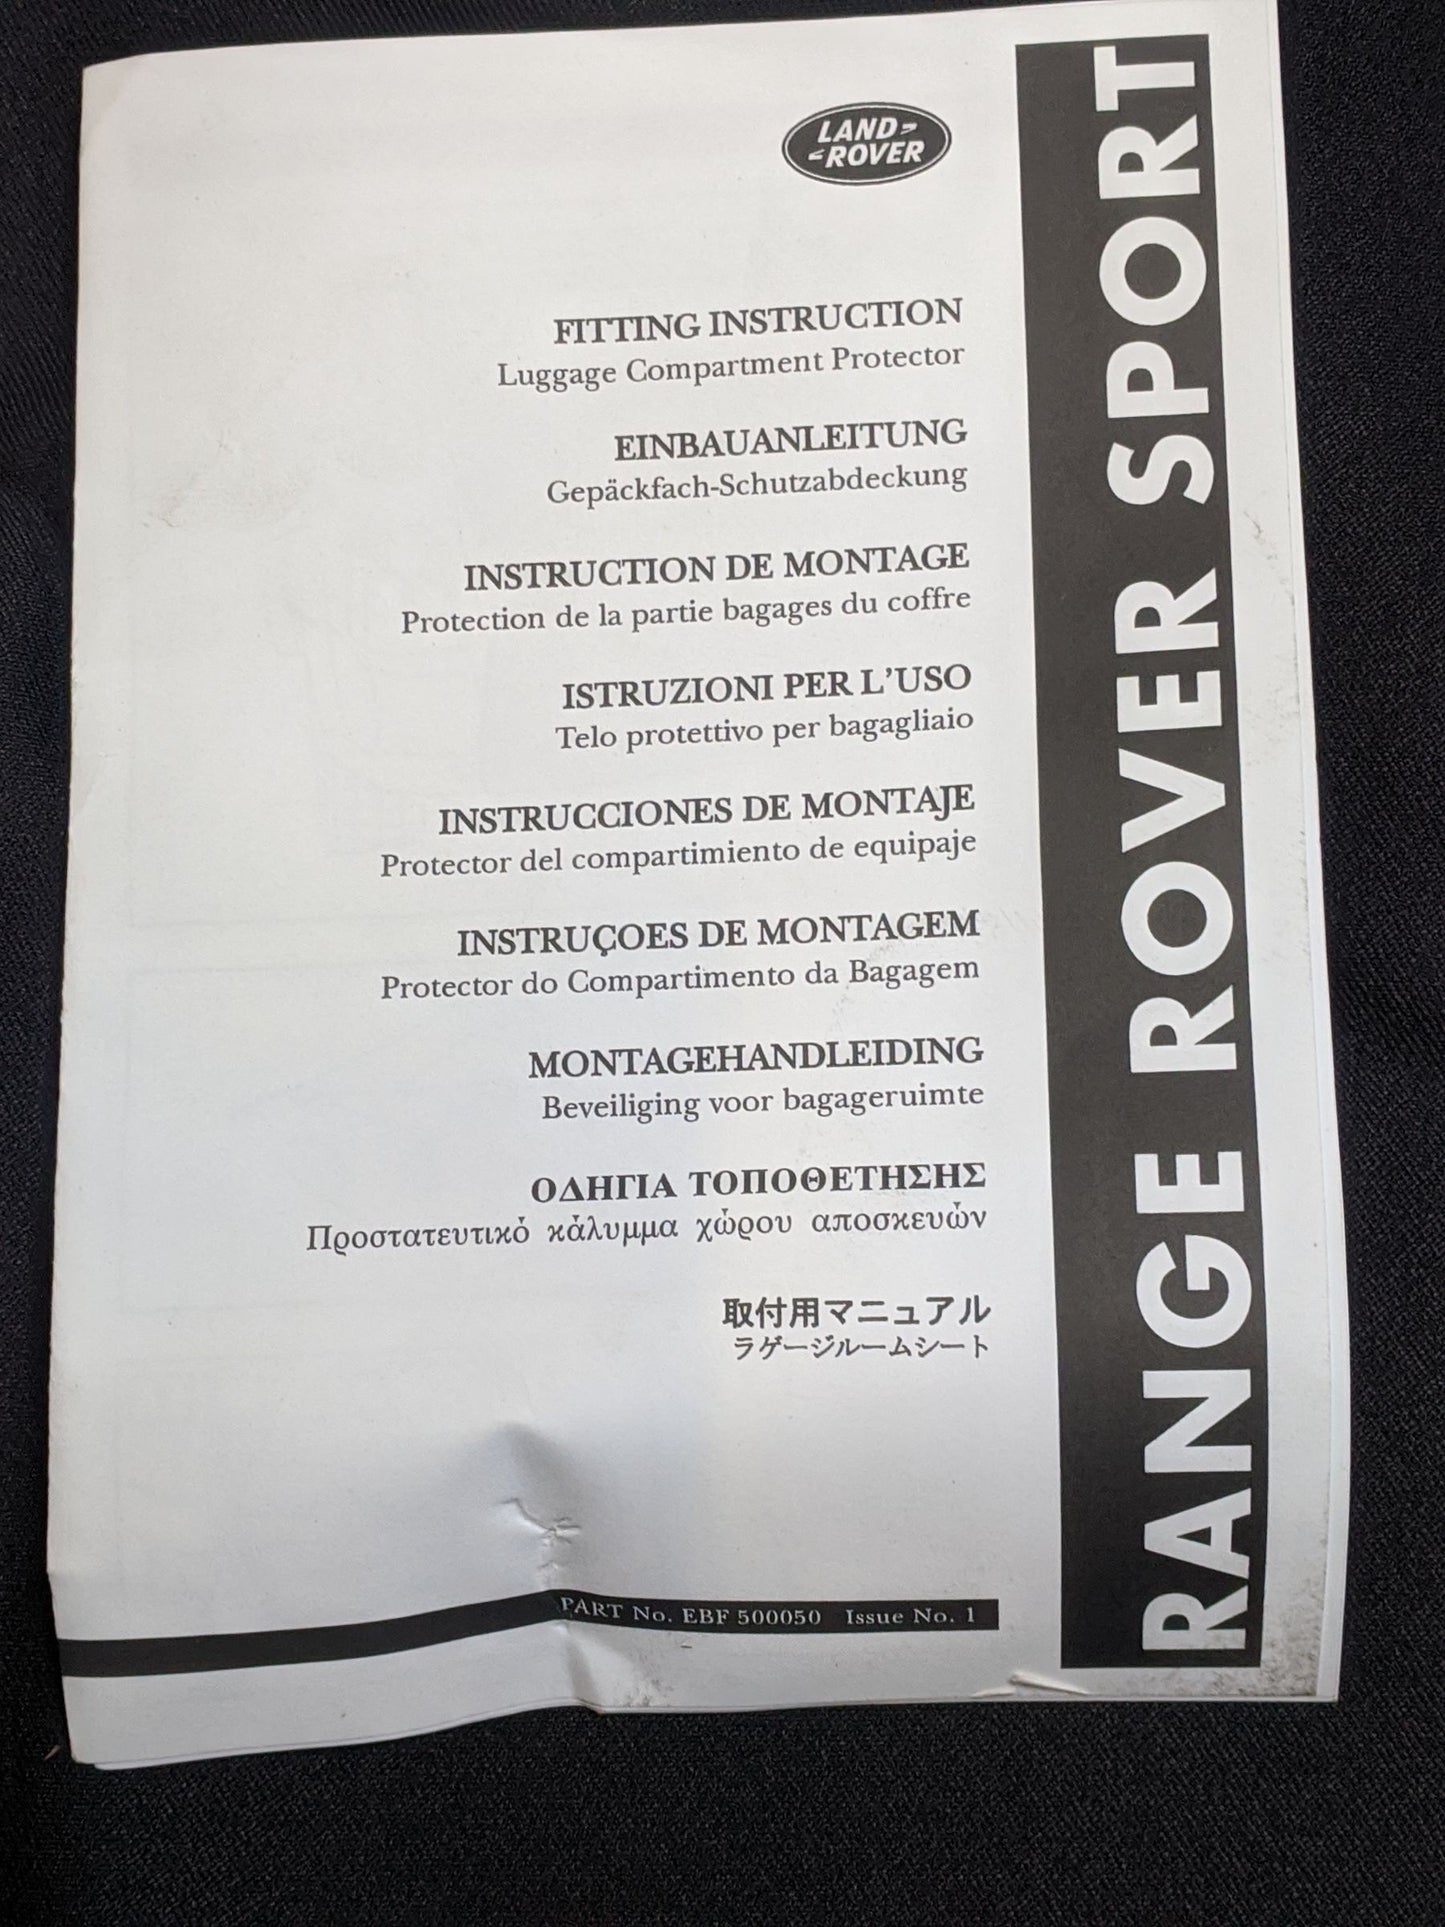 LAND
ROVER
FITTING INSTRUCTION
Luggage Compartment Protector
EINBAUANLEITUNG
Gepäckfach-Schutzabdeckung
INSTRUCTION DE MONTAGE
Protection de la partie bagages du coffre
ISTRUZIONI PER L'USO
Telo protettivo per bagagliaio
INSTRUCCIONES DE MONTAJE
Protector del compartimiento de equipaje
INSTRUÇOES DE MONTAGEM
Protector do Compartimento da Bagagem
MONTAGEHANDLEIDING
Beveiliging voor bagageruimte
ΟΔΗΓΙΑ ΤΟΠΟΘΕΤΗΣΗΣ
Προστατευτικό κάλυμμα χώρου αποσκευών
取付用マニュアル
ラゲージルームシート
PART No. EBF 500050 Issue No. 1
RANGE ROVER SPORT